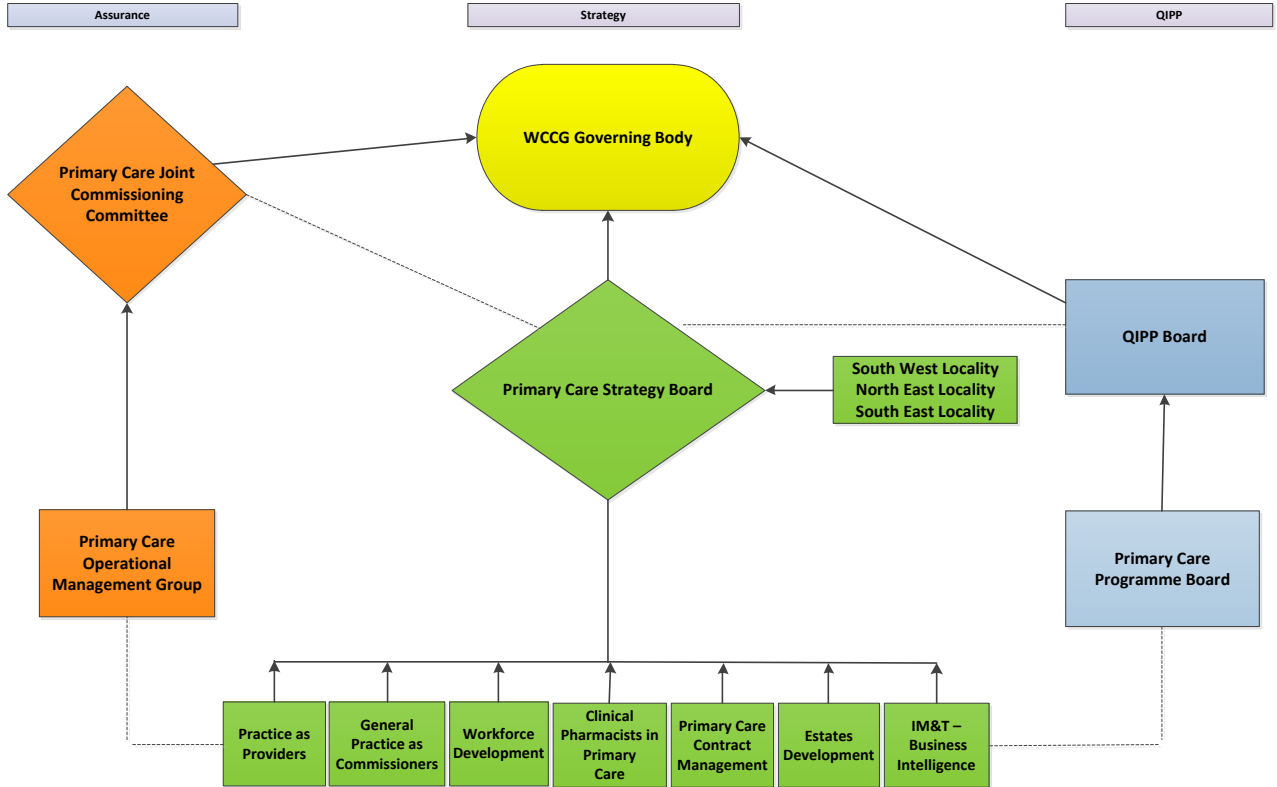 Assurance
Strategy
QIPP
WCCG Governing Body
Primary Care Joint
Commissioning
Committee
QIPP Board
Primary Care Strategy Board
South West Locality
North East Locality
South East Locality
Primary Care
Operational
Management Group
Primary Care
Programme Board
Practice as
Providers
General
Practice as
Commissioners
Workforce
Development
Clinical
Pharmacists in
Primary
Care
Primary Care
Contract
Management
Estates
Development
IM&T –
Business
Intelligence